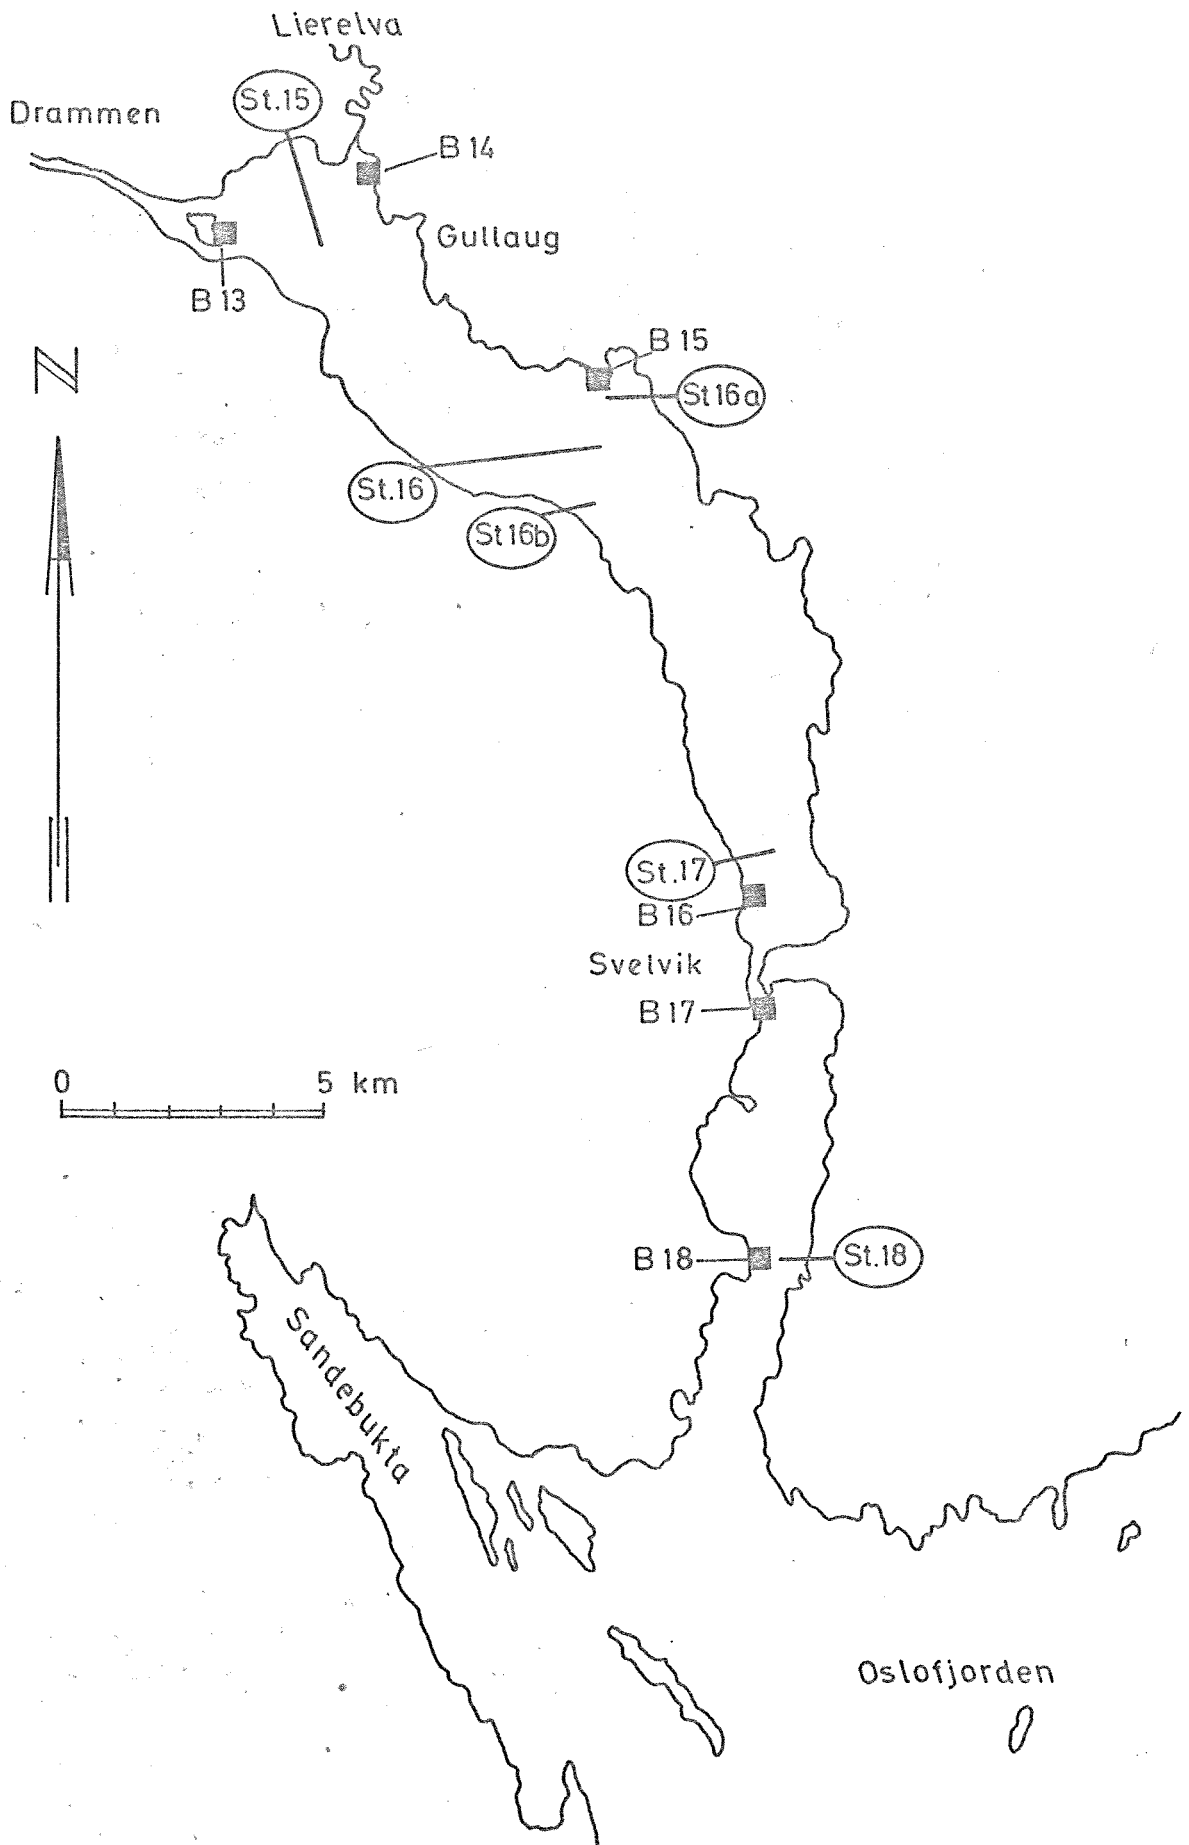 Lierelva
St.15
Drammen
B 14
Gullaug
B 13
N
B 15
St 16a
St.16
St 16b
St.17
B 16
Svelvik
B 17
0 5 km
B 18
St.18
Sandebukta
Oslofjorden